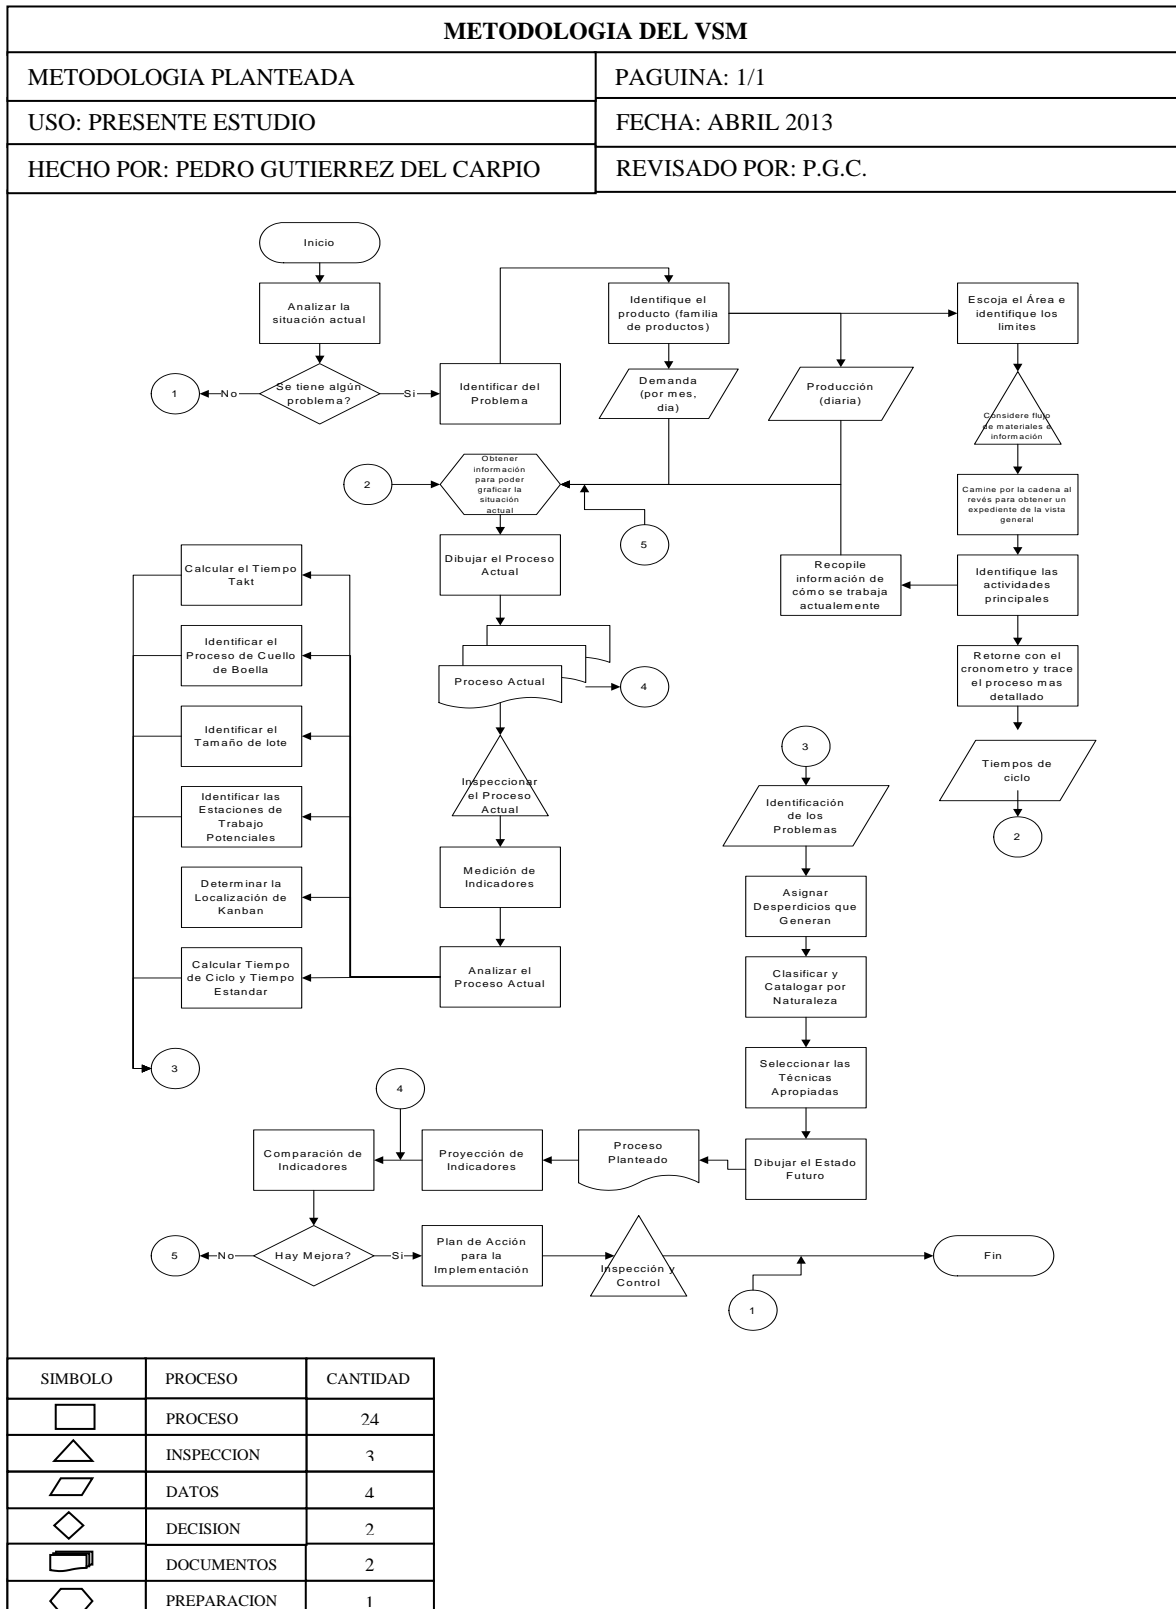 METODOLOGIA DEL VSM
METODOLOGIA PLANTEADA
PAGUINA: 1/1
USO: PRESENTE ESTUDIO
FECHA: ABRIL 2013
HECHO POR: PEDRO GUTIERREZ DEL CARPIO
REVISADO POR: P.G.C.
Inicio
Analizar la
situación actual
Se tiene algún
problema?
No
1
Si
Identificar del
Problema
Identifique el
producto (familia
de productos)
Demanda
(por mes,
dia)
Producción
(diaria)
Escoja el Área e
identifique los
limites
Considere flujo
de materiales e
información
Camine por la cadena al
revés para obtener un
expediente de la vista
general
Identifique las
actividades
principales
Recopile
información de
cómo se trabaja
actualemente
Retorne con el
cronometro y trace
el proceso mas
detallado
Tiempos de
ciclo
2
2
Obtener
información
para poder
graficar la
situación
actual
5
Dibujar el Proceso
Actual
Proceso Actual
4
Inspeccionar
el Proceso
Actual
Medición de
Indicadores
Analizar el
Proceso Actual
Calcular el Tiempo
Takt
Identificar el
Proceso de Cuello
de Boella
Identificar el
Tamaño de lote
Identificar las
Estaciones de
Trabajo
Potenciales
Determinar la
Localización de
Kanban
Calcular Tiempo
de Ciclo y Tiempo
Estandar
3
3
Identificación
de los
Problemas
Asignar
Desperdicios que
Generan
Clasificar y
Catalogar por
Naturaleza
Seleccionar las
Técnicas
Apropiadas
Dibujar el Estado
Futuro
Proceso
Planteado
Proyección de
Indicadores
4
Comparación de
Indicadores
Hay Mejora?
No
5
Si
Plan de Acción
para la
Implementación
Inspección y
Control
1
Fin
SIMBOLO PROCESO CANTIDAD
PROCESO 24
INSPECCION 3
DATOS 4
DECISION 2
DOCUMENTOS 2
PREPARACION 1